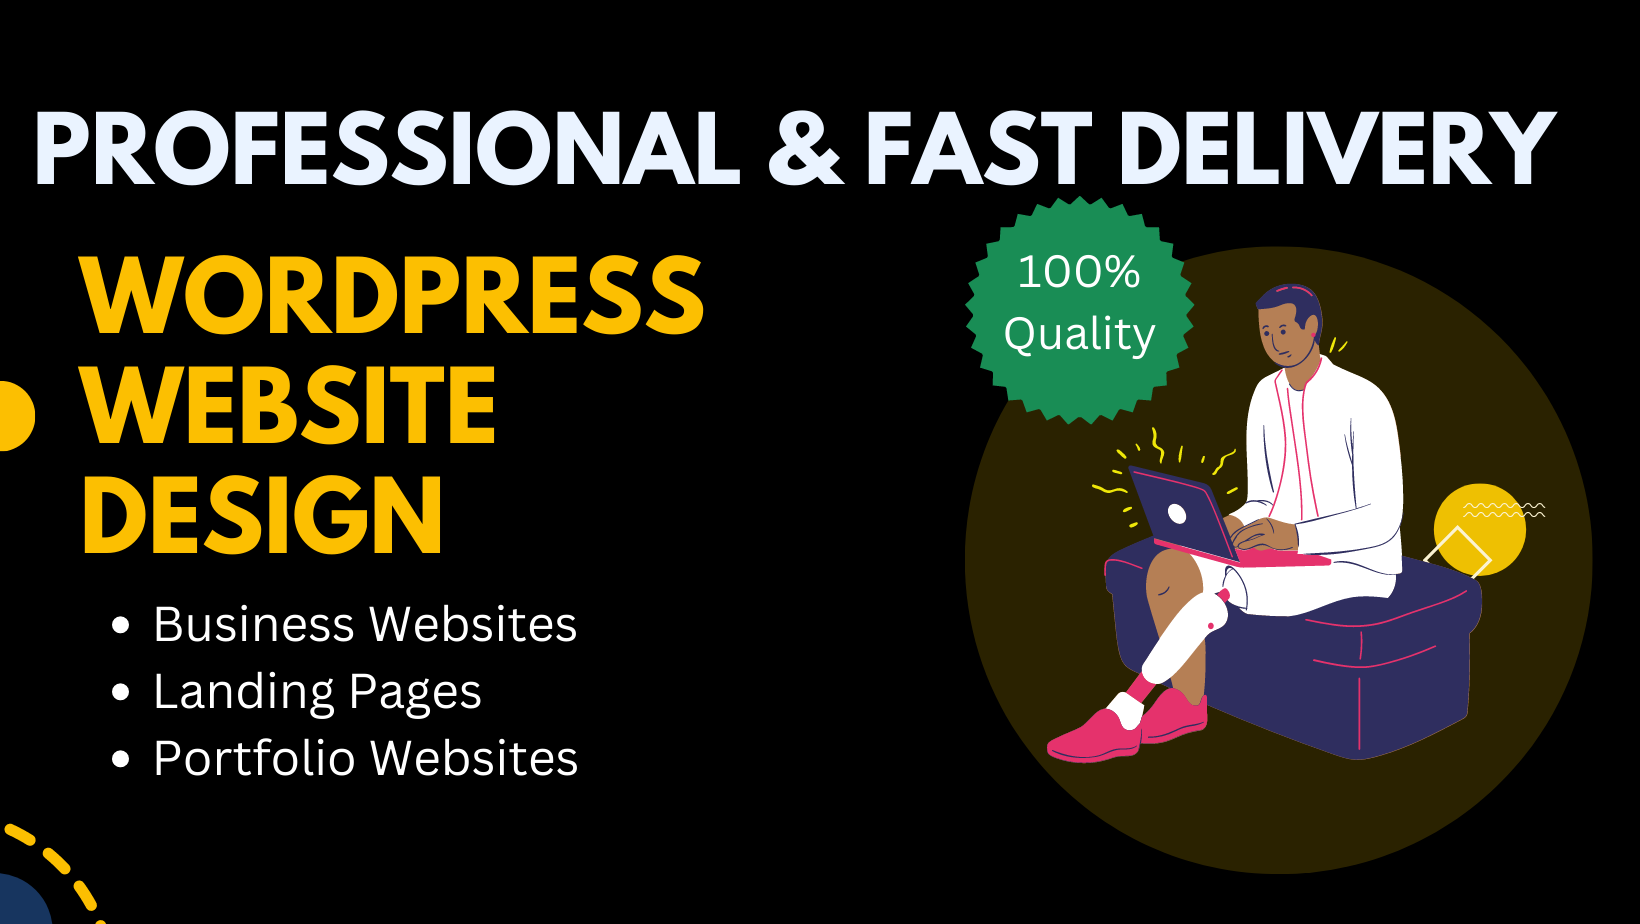 PROFESSIONAL & FAST DELIVERY
WORDPRESS
WEBSITE
DESIGN
100%
Quality
• Business Websites
• Landing Pages
• Portfolio Websites